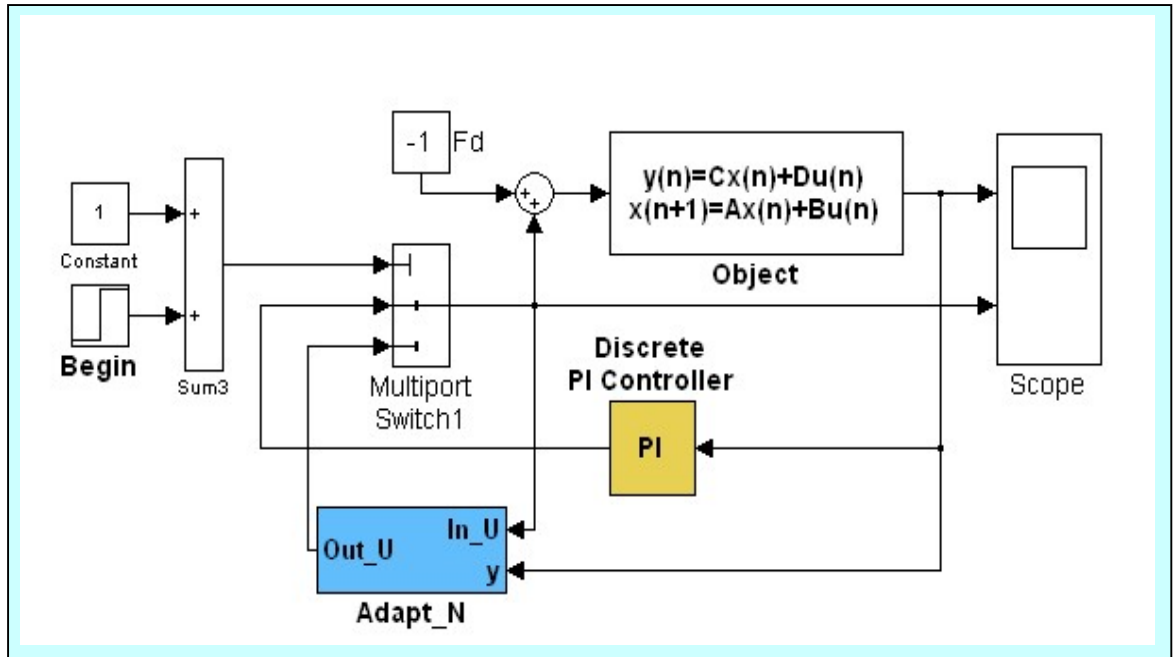 -1
Fd
y(n)=Cx(n)+Du(n)
x(n+1)=Ax(n)+Bu(n)
Object
1
Constant
+
+
+
+
Begin
Sum3
Multiport
Switch1
Discrete
PI Controller
PI
Scope
In_U
Out_U
y
Adapt_N